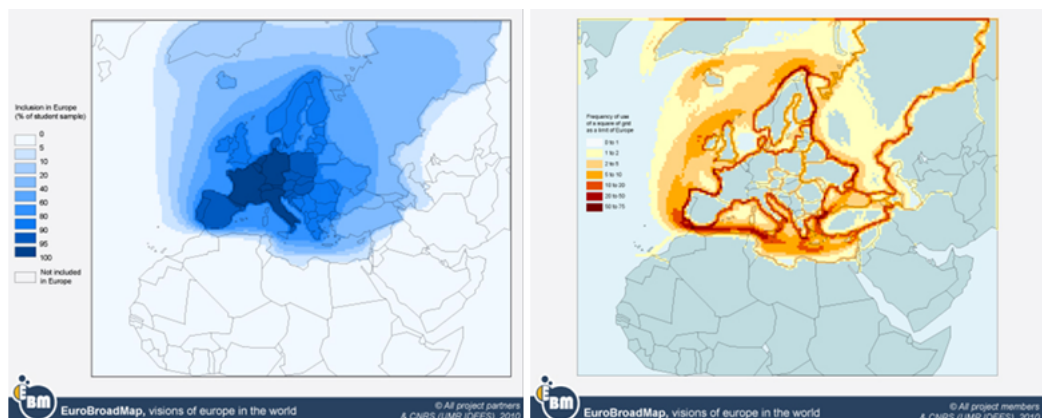 Inclusion in Europe
(% of student sample)
0
5
10
20
40
60
80
90
95
100
Not included
in Europe
EBM
EuroBroadMap, visions of europe in the world
© All project partners
& CNRS (UMR IDEES), 2010
Frequency of use
of a square of grid
as a limit of Europe
0 to 1
1 to 2
2 to 5
5 to 10
10 to 20
20 to 50
50 to 75
EBM
EuroBroadMap, visions of europe in the world
© All project members
& CNRS (UMR IDEES), 2010